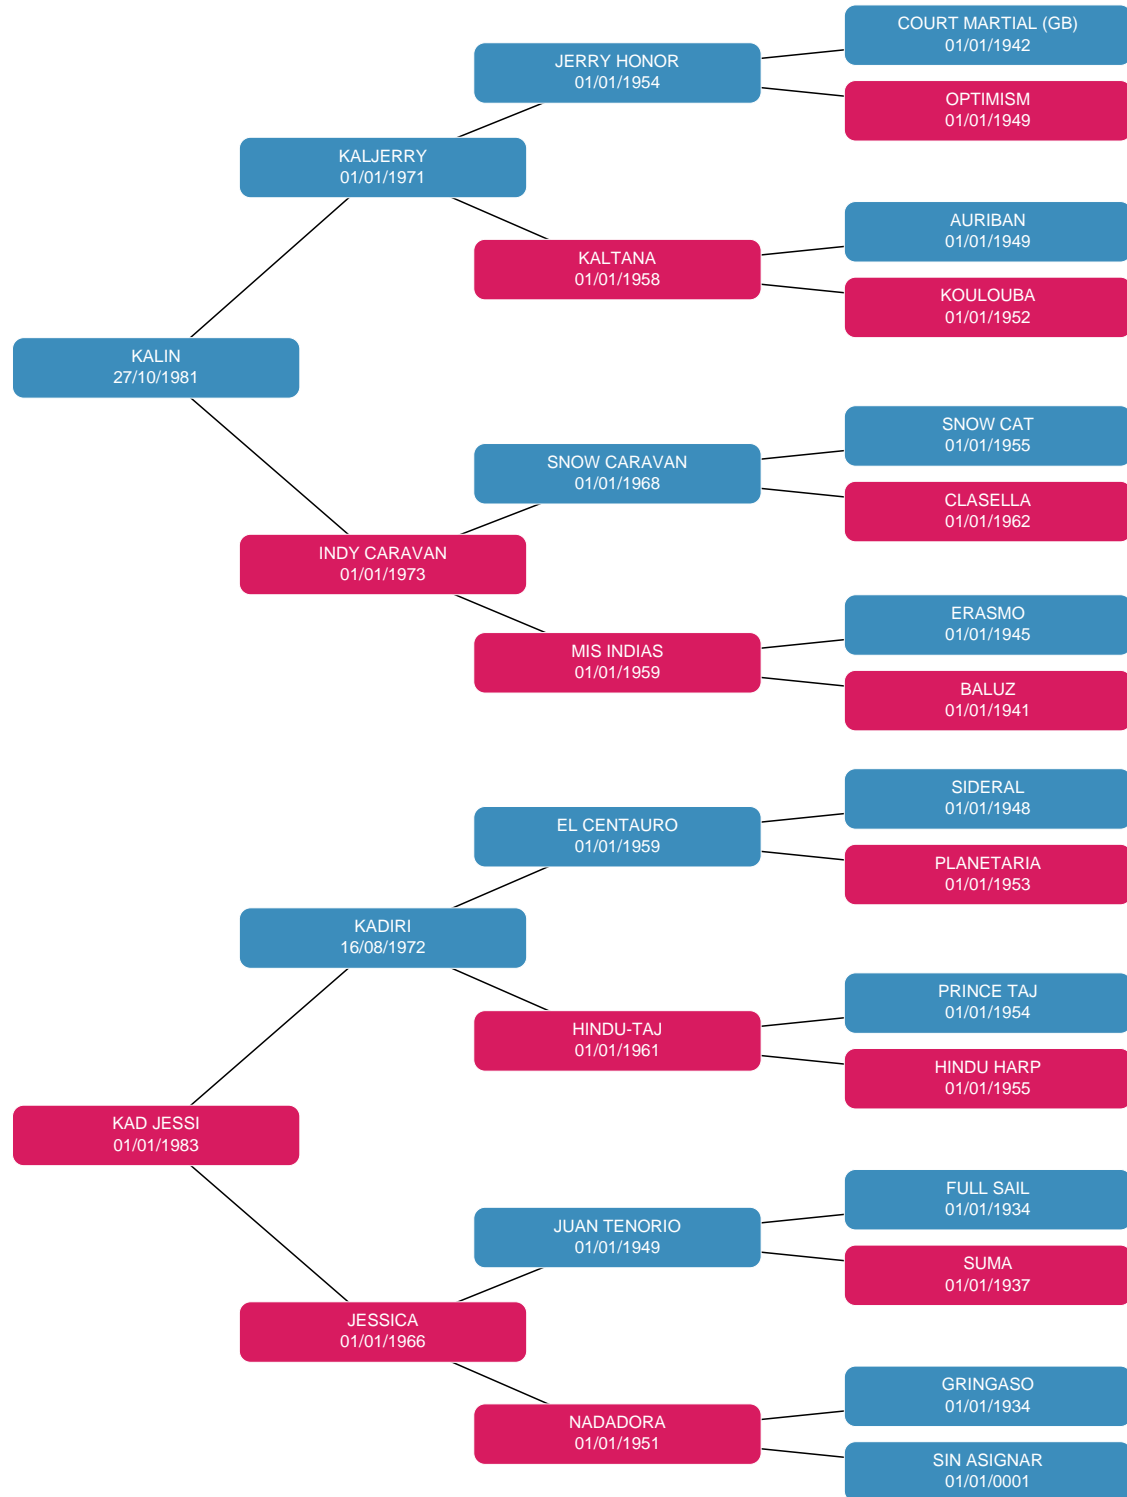 COURT MARTIAL (GB)
01/01/1942
JERRY HONOR
01/01/1954
OPTIMISM
01/01/1949
KALJERRY
01/01/1971
AURIBAN
01/01/1949
KALTANA
01/01/1958
KOULOUBA
01/01/1952
KALIN
27/10/1981
SNOW CAT
01/01/1955
SNOW CARAVAN
01/01/1968
CLASELLA
01/01/1962
INDY CARAVAN
01/01/1973
ERASMO
01/01/1945
MIS INDIAS
01/01/1959
BALUZ
01/01/1941
SIDERAL
01/01/1948
EL CENTAURO
01/01/1959
PLANETARIA
01/01/1953
KADIRI
16/08/1972
PRINCE TAJ
01/01/1954
HINDU-TAJ
01/01/1961
HINDU HARP
01/01/1955
KAD JESSI
01/01/1983
FULL SAIL
01/01/1934
JUAN TENORIO
01/01/1949
SUMA
01/01/1937
JESSICA
01/01/1966
GRINGASO
01/01/1934
NADADORA
01/01/1951
SIN ASIGNAR
01/01/0001